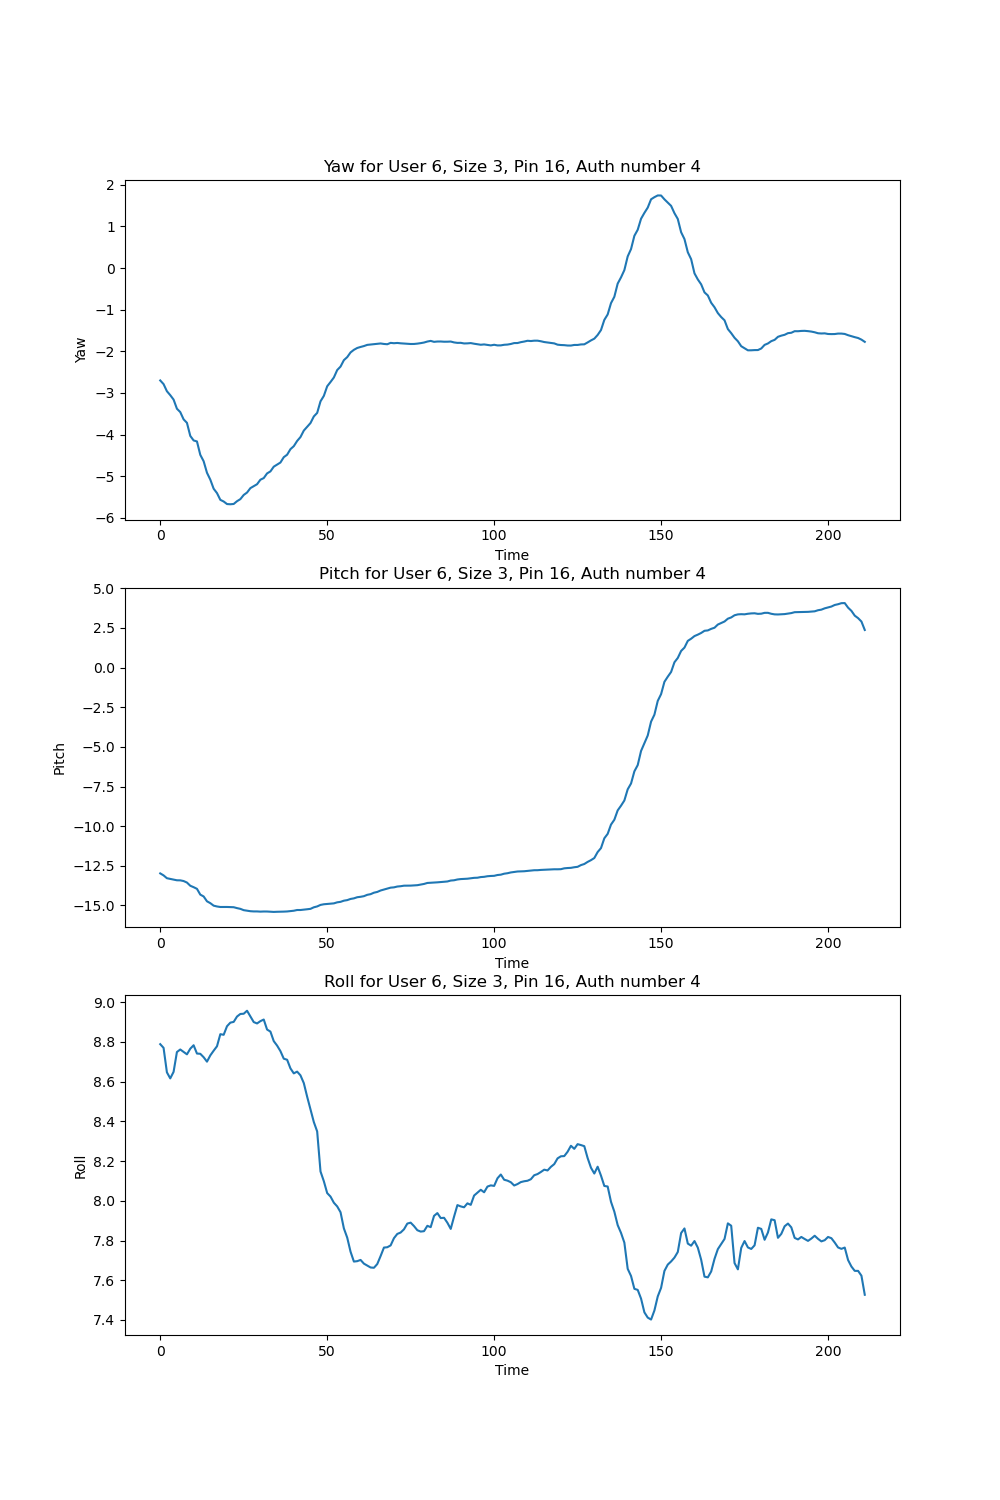 Yaw for User 6, Size 3, Pin 16, Auth number 4
2
1
0
−1
−2
−3
−4
−5
−6
Yaw
0 50 100 150 200
Time
Pitch for User 6, Size 3, Pin 16, Auth number 4
5.0
2.5
0.0
−2.5
−5.0
−7.5
−10.0
−12.5
−15.0
Pitch
0 50 100 150 200
Time
Roll for User 6, Size 3, Pin 16, Auth number 4
9.0
8.8
8.6
8.4
8.2
8.0
7.8
7.6
7.4
Roll
0 50 100 150 200
Time